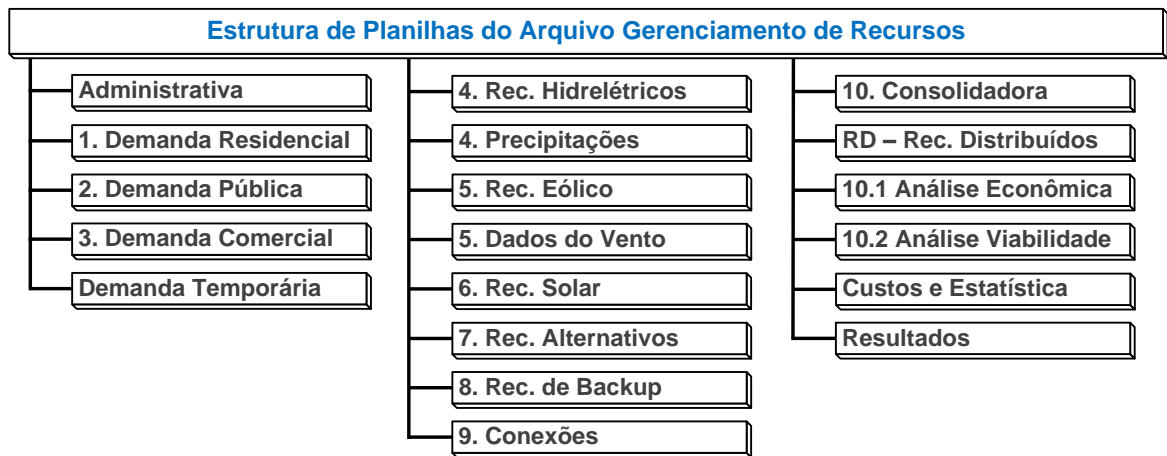 Estrutura de Planilhas do Arquivo Gerenciamento de Recursos
Administrativa
1. Demanda Residencial
2. Demanda Pública
3. Demanda Comercial
Demanda Temporária
4. Rec. Hidrelétricos
4. Precipitações
5. Rec. Eólico
5. Dados do Vento
6. Rec. Solar
7. Rec. Alternativos
8. Rec. de Backup
9. Conexões
10. Consolidadora
RD – Rec. Distribuídos
10.1 Análise Econômica
10.2 Análise Viabilidade
Custos e Estatística
Resultados